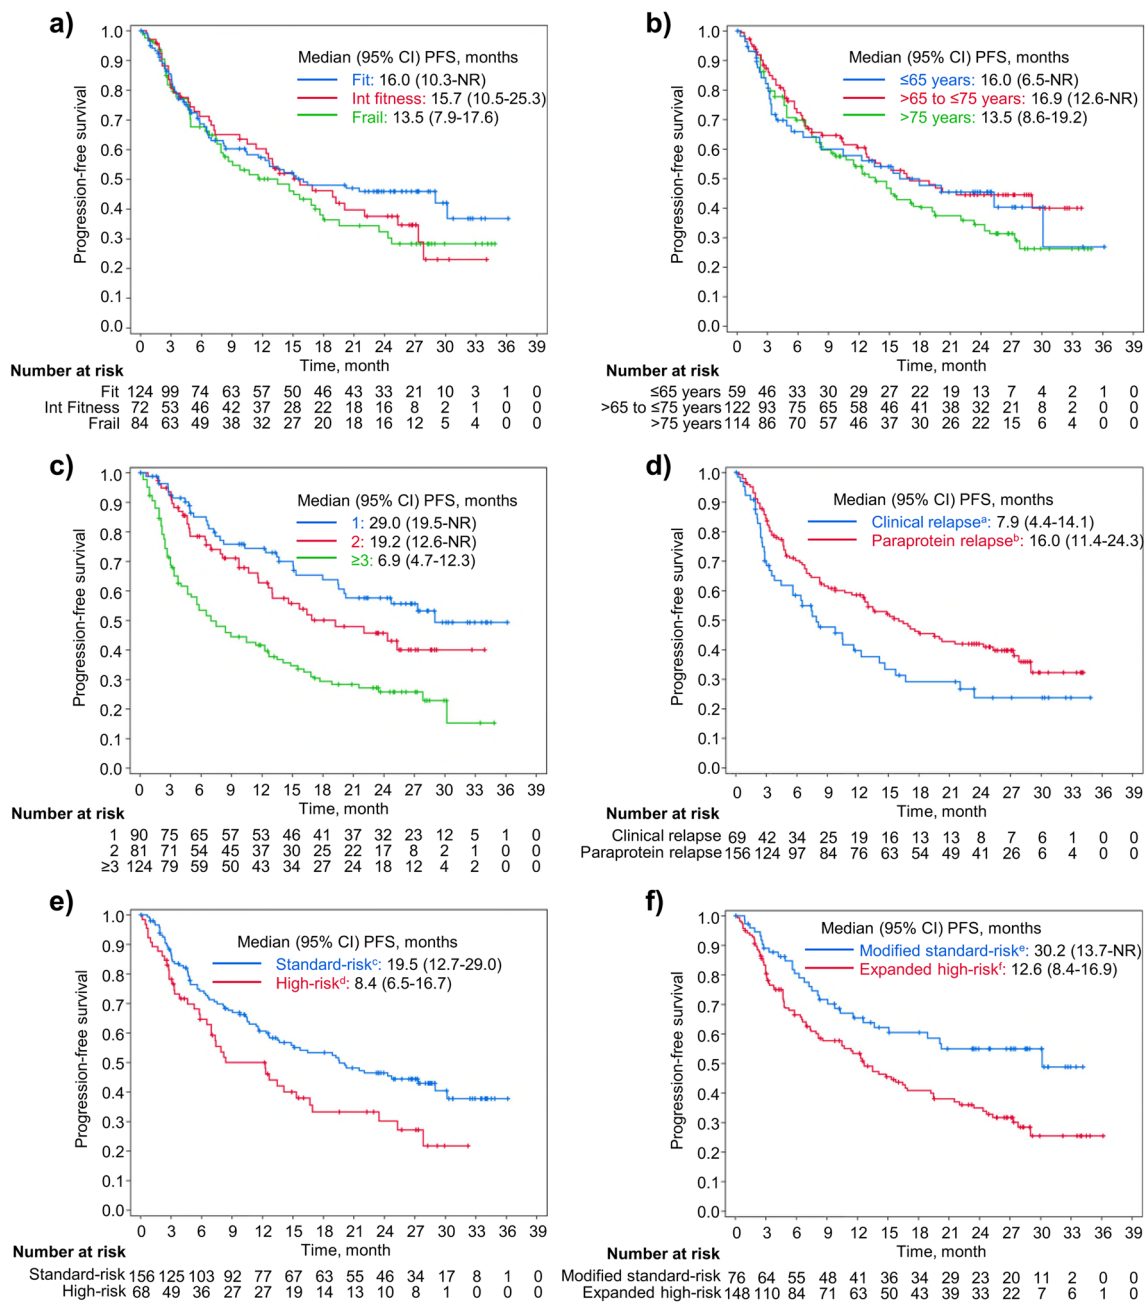 a)
Progression-free survival
1.0
0.9
0.8
0.7
0.6
0.5
0.4
0.3
0.2
0.1
0.0
Median (95% CI) PFS, months
Fit: 16.0 (10.3-NR)
Int fitness: 15.7 (10.5-25.3)
Frail: 13.5 (7.9-17.6)
0 3 6 9 12 15 18 21 24 27 30 33 36 39
Time, month
Number at risk
Fit 124 99 74 63 57 50 46 43 33 21 10 3 1 0
Int Fitness 72 53 46 42 37 28 22 18 16 8 2 1 0 0
Frail 84 63 49 38 32 27 20 18 16 12 5 4 0 0
b)
Progression-free survival
1.0
0.9
0.8
0.7
0.6
0.5
0.4
0.3
0.2
0.1
0.0
Median (95% CI) PFS, months
≤65 years: 16.0 (6.5-NR)
>65 to ≤75 years: 16.9 (12.6-NR)
>75 years: 13.5 (8.6-19.2)
0 3 6 9 12 15 18 21 24 27 30 33 36 39
Time, month
Number at risk
≤65 years 59 46 33 30 29 27 22 19 13 7 4 2 1 0
>65 to ≤75 years 122 93 75 65 58 46 41 38 32 21 8 2 0 0
>75 years 114 86 70 57 46 37 30 26 22 15 6 4 0 0
c)
Progression-free survival
1.0
0.9
0.8
0.7
0.6
0.5
0.4
0.3
0.2
0.1
0.0
Median (95% CI) PFS, months
1: 29.0 (19.5-NR)
2: 19.2 (12.6-NR)
≥3: 6.9 (4.7-12.3)
0 3 6 9 12 15 18 21 24 27 30 33 36 39
Time, month
Number at risk
1 90 75 65 57 53 46 41 37 32 23 12 5 1 0
2 81 71 54 45 37 30 25 22 17 8 2 1 0 0
≥3 124 79 59 50 43 34 27 24 18 12 4 2 0 0
d)
Progression-free survival
1.0
0.9
0.8
0.7
0.6
0.5
0.4
0.3
0.2
0.1
0.0
Median (95% CI) PFS, months
Clinical relapseᵃ: 7.9 (4.4-14.1)
Paraprotein relapseᵇ: 16.0 (11.4-24.3)
0 3 6 9 12 15 18 21 24 27 30 33 36 39
Time, month
Number at risk
Clinical relapse 69 42 34 25 19 16 13 13 8 7 6 1 0 0
Paraprotein relapse 156 124 97 84 76 63 54 49 41 26 6 4 0 0
e)
Progression-free survival
1.0
0.9
0.8
0.7
0.6
0.5
0.4
0.3
0.2
0.1
0.0
Median (95% CI) PFS, months
Standard-riskᶜ: 19.5 (12.7-29.0)
High-riskᵈ: 8.4 (6.5-16.7)
0 3 6 9 12 15 18 21 24 27 30 33 36 39
Time, month
Number at risk
Standard-risk 156 125 103 92 77 67 63 55 46 34 17 8 1 0
High-risk 68 49 36 27 27 19 14 13 10 8 1 0 0 0
f)
Progression-free survival
1.0
0.9
0.8
0.7
0.6
0.5
0.4
0.3
0.2
0.1
0.0
Median (95% CI) PFS, months
Modified standard-riskᵉ: 30.2 (13.7-NR)
Expanded high-riskᶠ: 12.6 (8.4-16.9)
0 3 6 9 12 15 18 21 24 27 30 33 36 39
Time, month
Number at risk
Modified standard-risk 76 64 55 48 41 36 34 29 23 20 11 2 0 0
Expanded high-risk 148 110 84 71 63 50 43 39 33 22 7 6 1 0